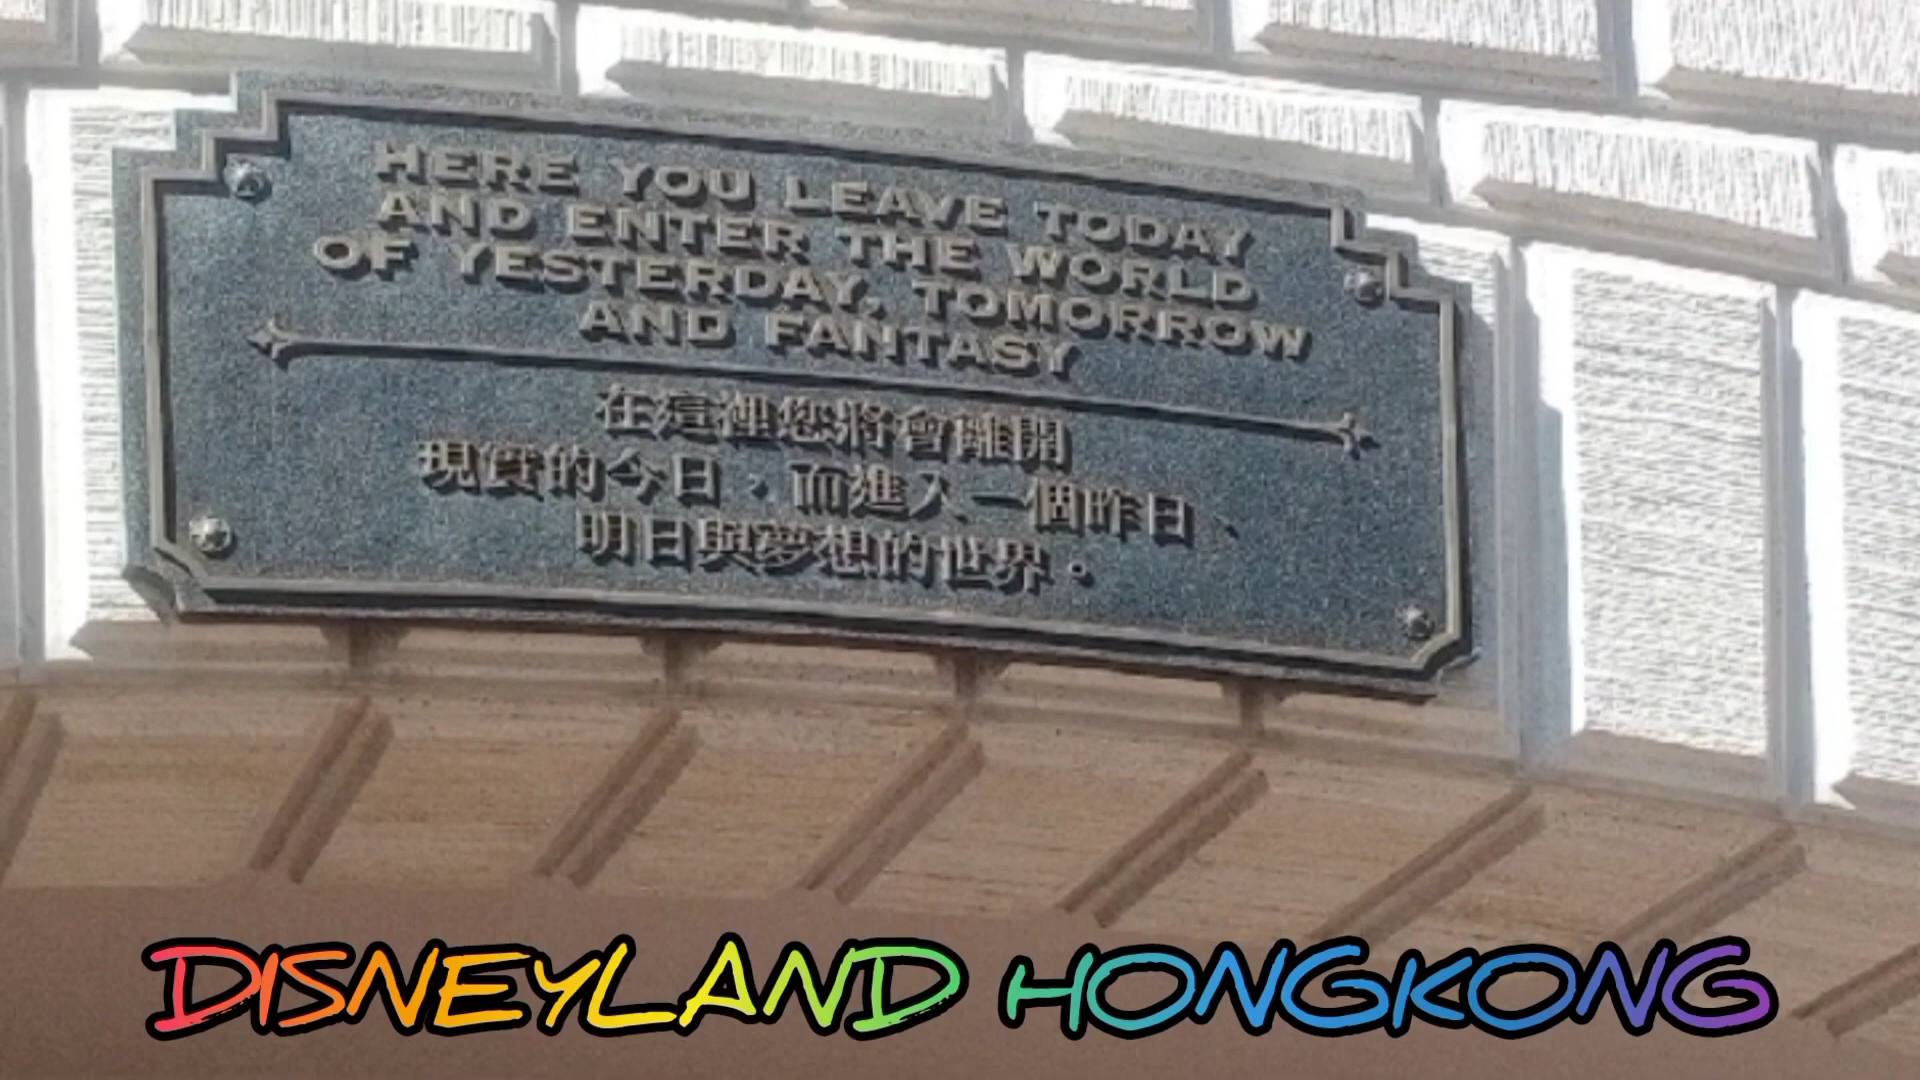 HERE YOU LEAVE TODAY
AND ENTER THE WORLD
OF YESTERDAY, TOMORROW
AND FANTASY
在這裡您將會離開
現實的今日，而進入一個昨日、
明日與夢想的世界。
DISNEYLAND HONGKONG